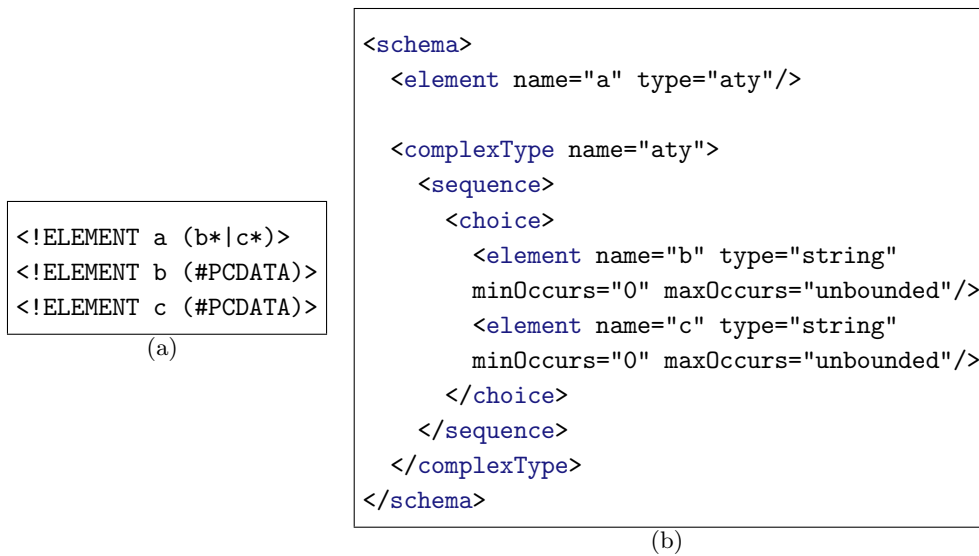 <!ELEMENT a (b*|c*)>
<!ELEMENT b (#PCDATA)>
<!ELEMENT c (#PCDATA)>
(a)
<schema>
  <element name="a" type="aty"/>

  <complexType name="aty">
    <sequence>
      <choice>
        <element name="b" type="string"
        minOccurs="0" maxOccurs="unbounded"/>
        <element name="c" type="string"
        minOccurs="0" maxOccurs="unbounded"/>
      </choice>
    </sequence>
  </complexType>
</schema>
(b)